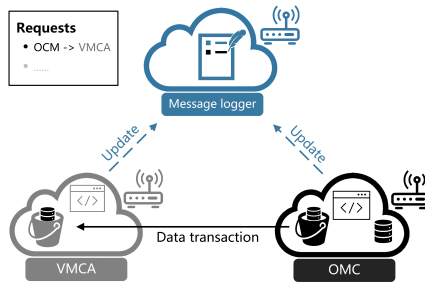 Requests
• OCM -> VMCA
• ......
Message logger
Update
Update
</>
</>
Data transaction
VMCA
OMC